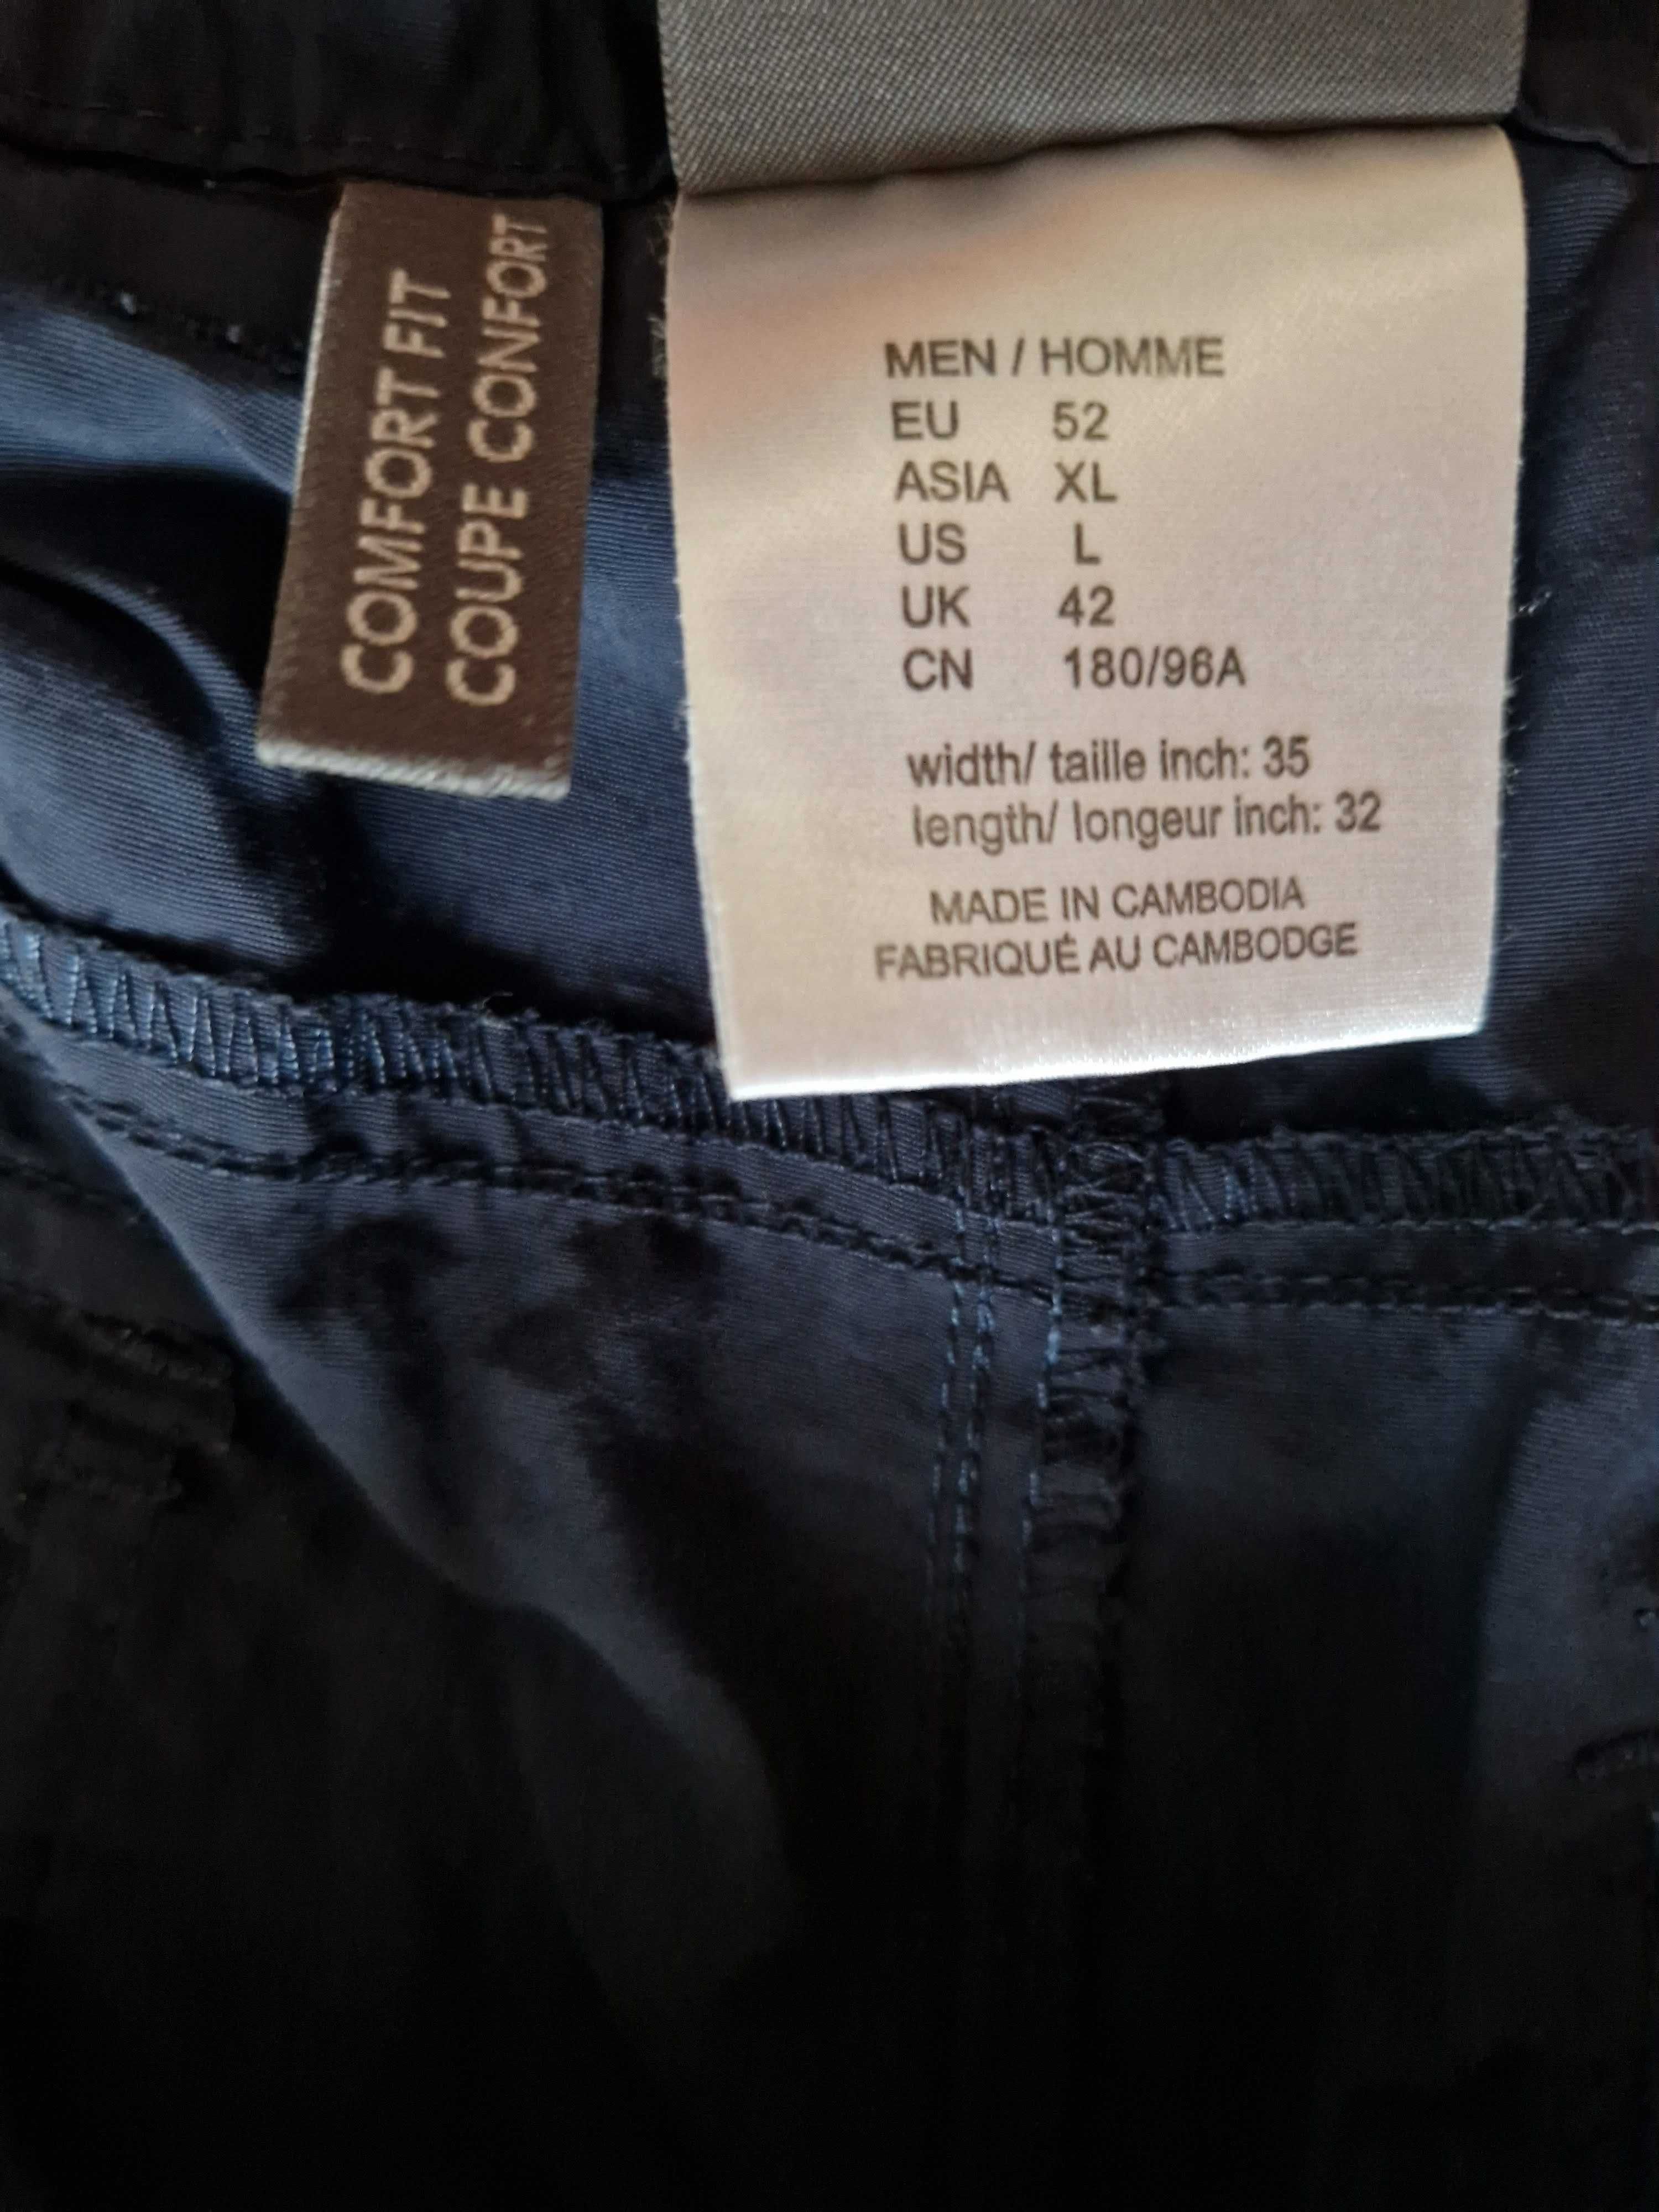 COMFORT FIT
COUPE CONFORT
MEN / HOMME
EU 52
ASIA XL
US L
UK 42
CN 180/96A
width/ taille inch: 35
length/ longeur inch: 32
MADE IN CAMBODIA
FABRIQUÉ AU CAMBODGE